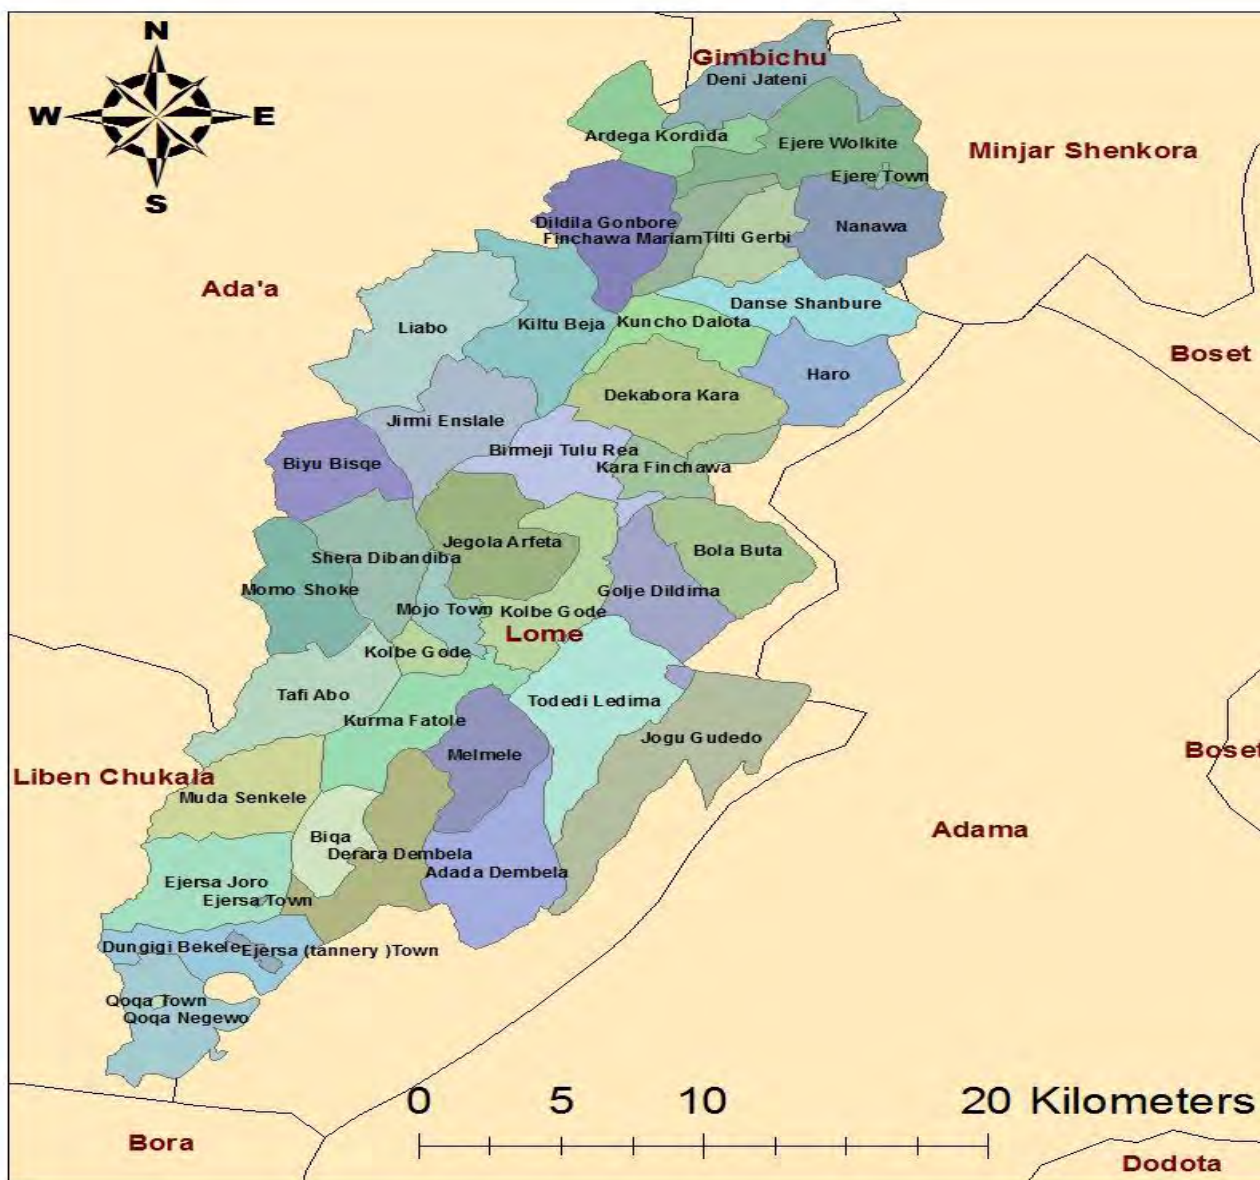 N
W E
S
Gimbichu
Deni Jateni
Ardega Kordida
Ejere Wolkite
Minjar Shenkora
Ejere Town
Dildila Gonbore
Nanawa
Finchawa Mariam
Tilti Gerbi
Ada'a
Danse Shanbure
Liabo
Kiltu Beja
Kuncho Dalota
Boset
Haro
Dekabora Kara
Jirmi Enslale
Birmeji Tulu Rea
Biyu Bisqe
Kara Finchawa
Jegola Arfeta
Bola Buta
Shera Dibandiba
Momo Shoke
Golje Dildima
Mojo Town
Kolbe Gode
Lome
Kolbe Gode
Tafi Abo
Todedi Ledima
Kurma Fatole
Jogu Gudedo
Melmele
Boset
Liben Chukala
Muda Senkele
Adama
Biqa
Derara Dembela
Adada Dembela
Ejersa Joro
Ejersa Town
Dungigi Bekele
Ejersa (tannery )Town
Qoqa Town
Qoqa Negewo
0 5 10 20 Kilometers
Bora
Dodota